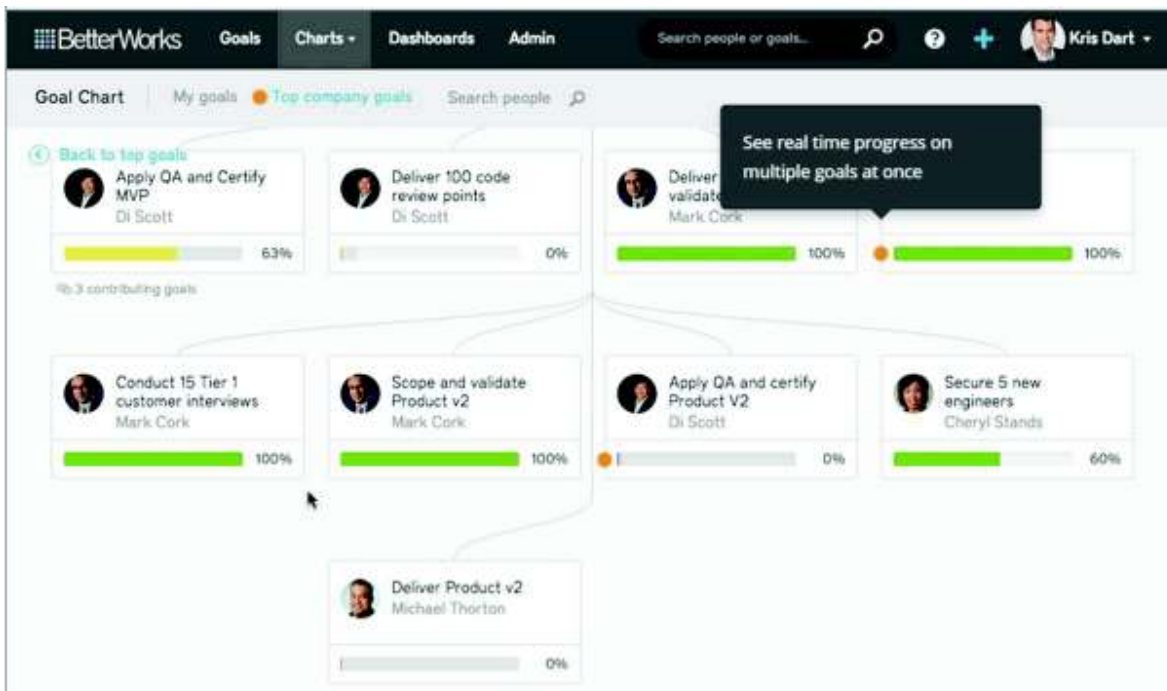 BetterWorks Goals Charts Dashboards Admin Search people or goals... ? + Kris Dart
Goal Chart My goals Top company goals Search people
See real time progress on
multiple goals at once
Back to top goals
Apply QA and Certify
MVP
Di Scott
63%
3 contributing goals
Deliver 100 code
review points
Di Scott
0%
Deliver
validate
Mark Cork
100%
100%
Conduct 15 Tier 1
customer interviews
Mark Cork
100%
Scope and validate
Product v2
Mark Cork
100%
Apply QA and certify
Product V2
Di Scott
0%
Secure 5 new
engineers
Cheryl Stands
60%
Deliver Product v2
Michael Thorton
0%